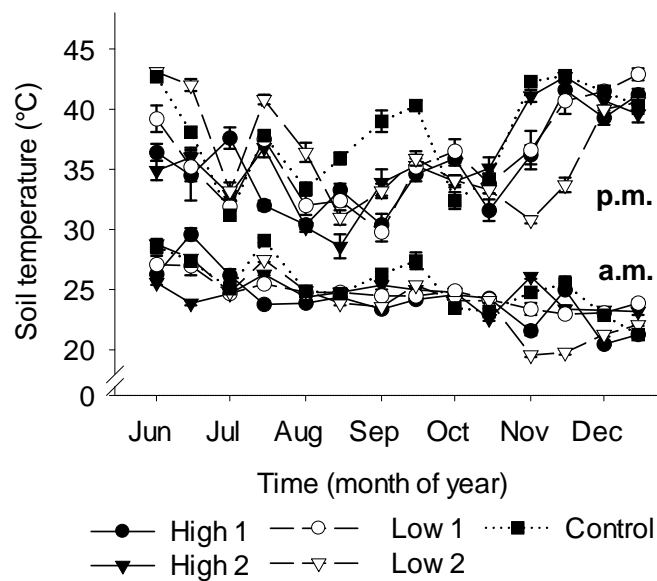 45
40
35
30
25
20
0
Soil temperature (°C)
p.m.
a.m.
Jun Jul Aug Sep Oct Nov Dec
Time (month of year)
High 1 Low 1 Control
High 2 Low 2